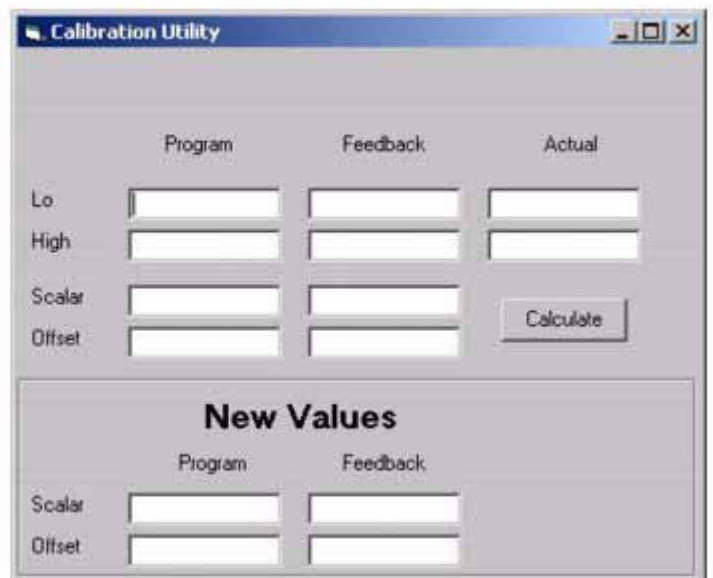 Calibration Utility
Program Feedback Actual
Lo
High
Scalar
Offset
Calculate
New Values
Program Feedback
Scalar
Offset